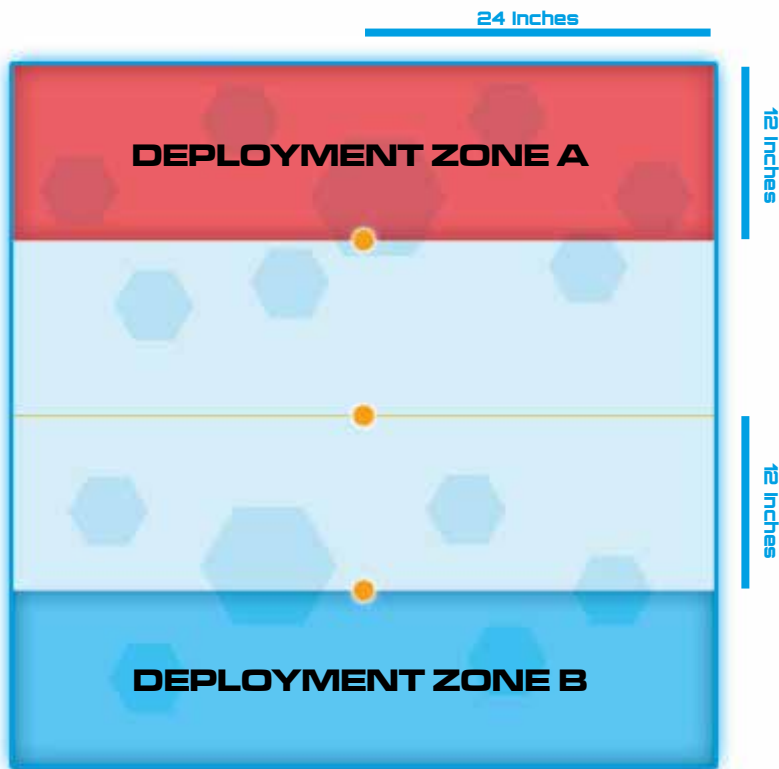 24 Inches
12 Inches
DEPLOYMENT ZONE A
12 Inches
DEPLOYMENT ZONE B